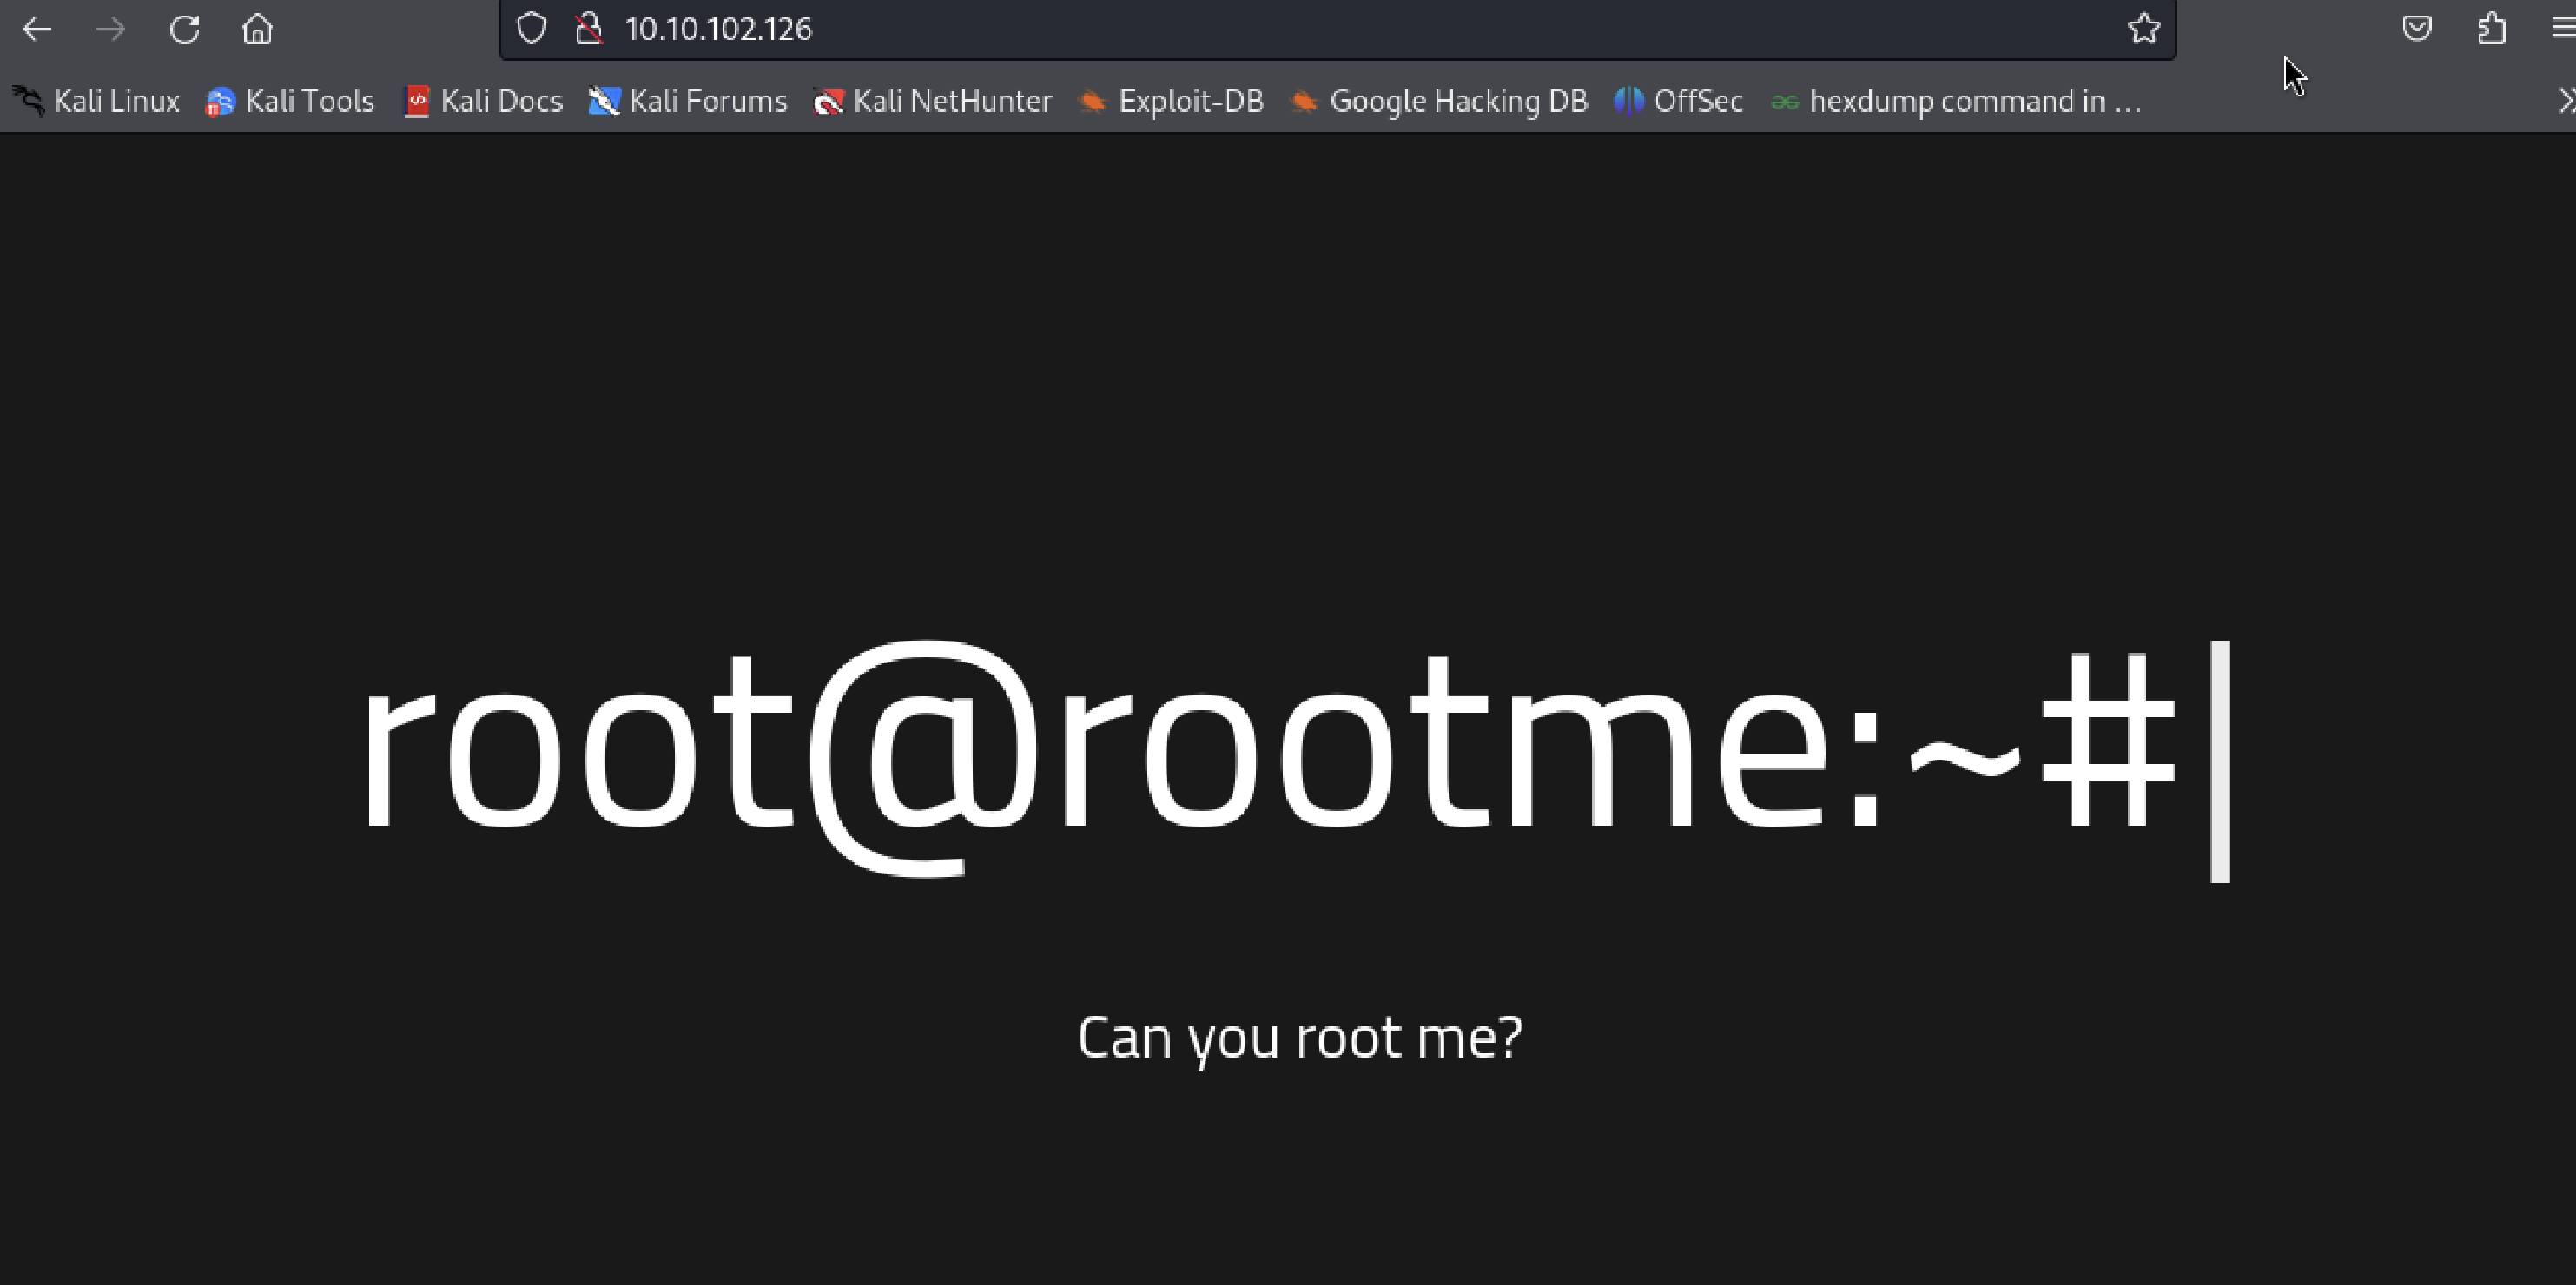 10.10.102.126
Kali Linux Kali Tools Kali Docs Kali Forums Kali NetHunter Exploit-DB Google Hacking DB OffSec hexdump command in ...
root@rootme:~#|
Can you root me?